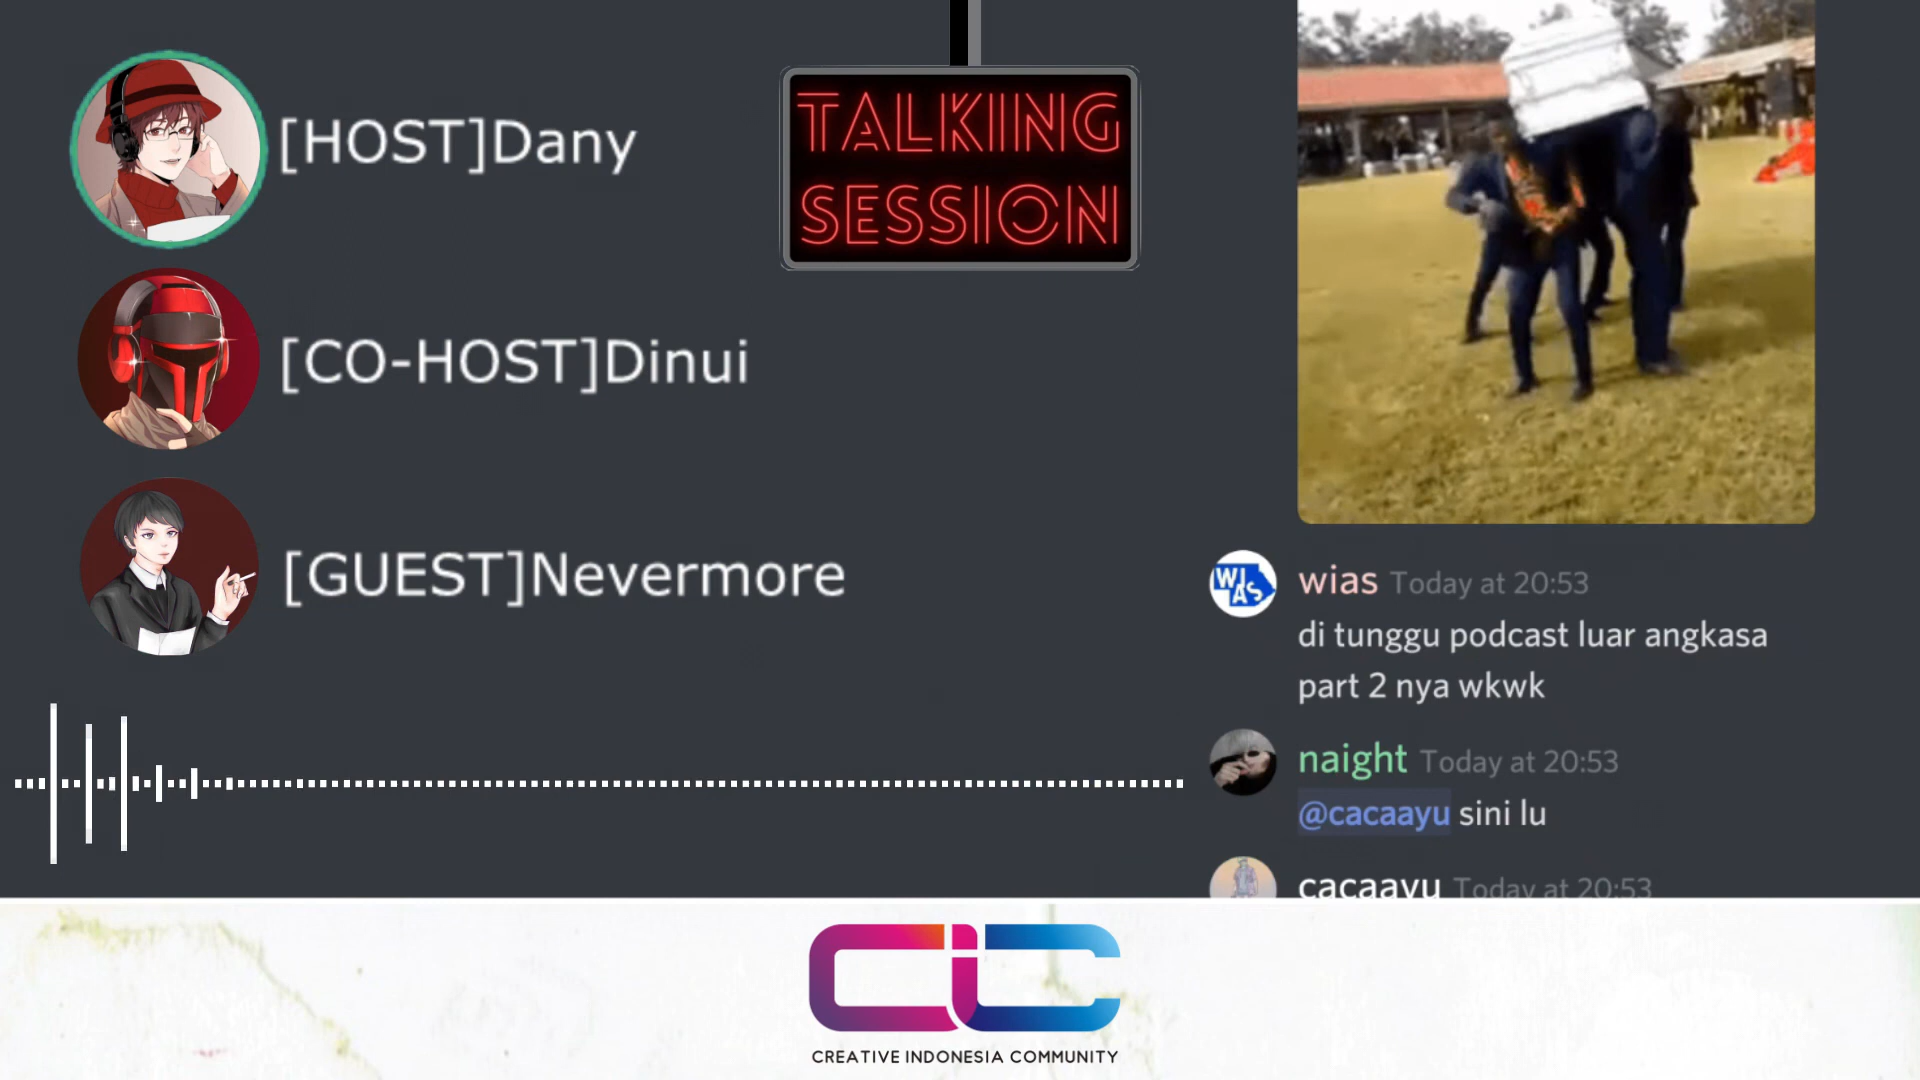 [HOST]Dany
TALKING
SESSION
[CO-HOST]Dinui
[GUEST]Nevermore
WIAS
wias Today at 20:53
di tunggu podcast luar angkasa
part 2 nya wkwk
naight Today at 20:53
@cacaayu sini lu
cacaayu Today at 20:53
CiC
CREATIVE INDONESIA COMMUNITY